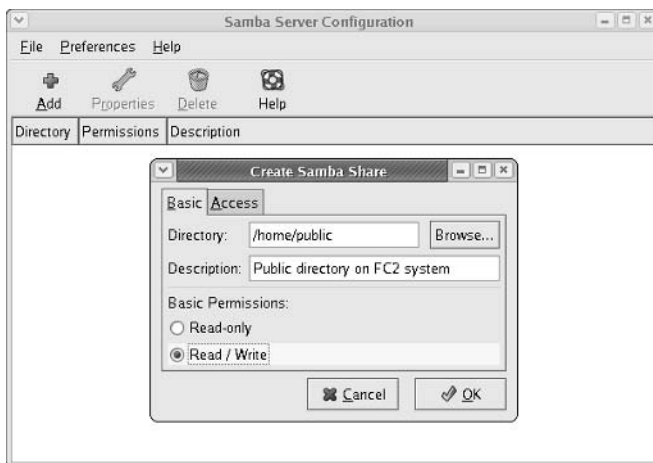 Samba Server Configuration
File Preferences Help
Add Properties Delete Help
Directory Permissions Description
Create Samba Share
Basic Access
Directory: /home/public Browse...
Description: Public directory on FC2 system
Basic Permissions:
Read-only
Read / Write
Cancel OK